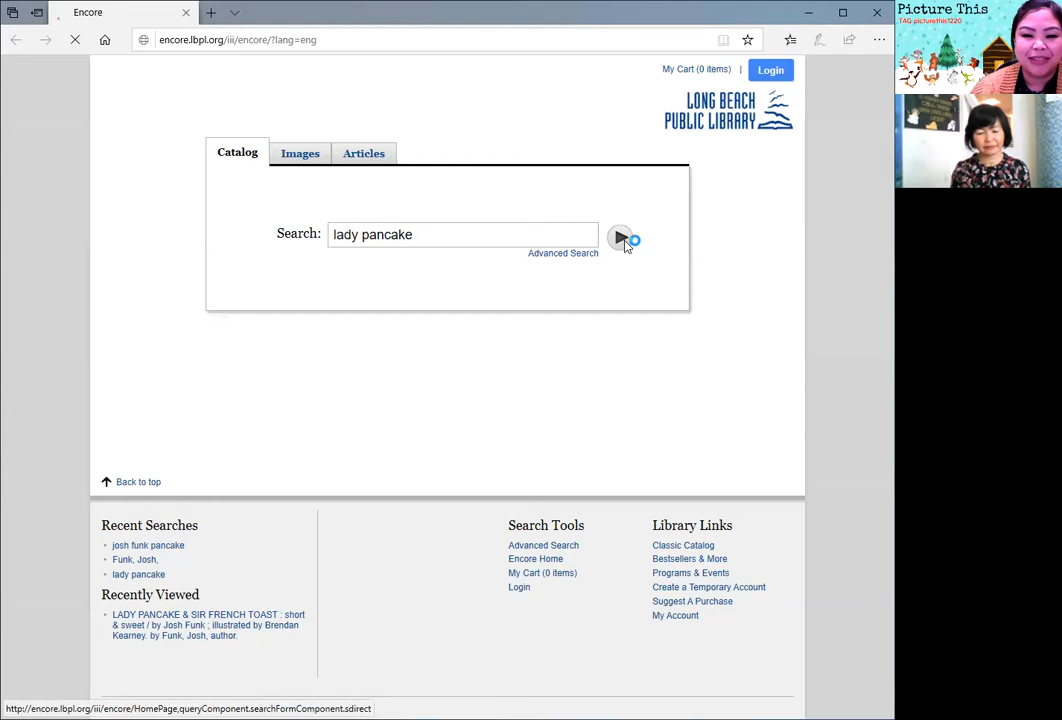 Encore
encore.lbpl.org/iii/encore/?lang=eng
My Cart (0 items) | Login
LONG BEACH
PUBLIC LIBRARY
Catalog Images Articles
Search: lady pancake
Advanced Search
Back to top
Recent Searches
josh funk pancake
Funk, Josh,
lady pancake
Recently Viewed
LADY PANCAKE & SIR FRENCH TOAST : short
& sweet / by Josh Funk ; illustrated by Brendan
Kearney. by Funk, Josh, author.
Search Tools
Advanced Search
Encore Home
My Cart (0 items)
Login
Library Links
Classic Catalog
Bestsellers & More
Programs & Events
Create a Temporary Account
Suggest A Purchase
My Account
http://encore.lbpl.org/iii/encore/HomePage,queryComponent.searchFormComponent.sdirect
Picture This
TAG: picturethis1220